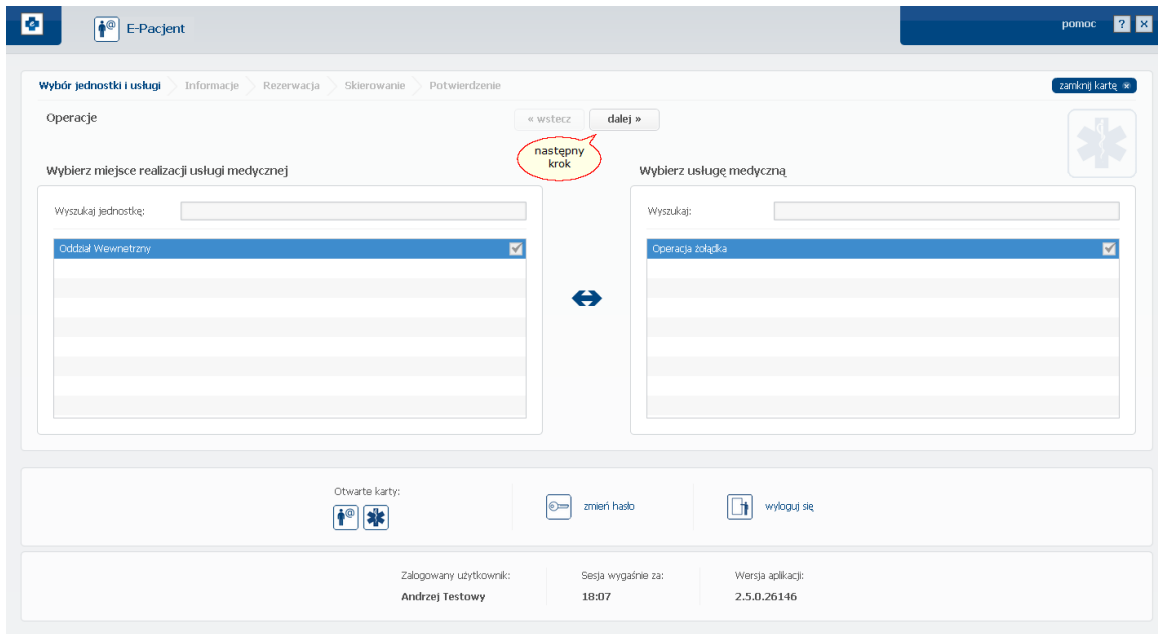 E-Pacjent
pomoc ? ×
Wybór jednostki i usługi Informacje Rezerwacja Skierowanie Potwierdzenie
zamknij kartę
Operacje
« wstecz dalej »
następny
krok
Wybierz miejsce realizacji usługi medycznej
Wybierz usługę medyczną
Wyszukaj jednostkę:
Wyszukaj:
Oddział Wewnetrzny
Operacja żołądka
Otwarte karty:
zmień hasło
wyloguj się
Zalogowany użytkownik: Sesja wygaśnie za: Wersja aplikacji:
Andrzej Testowy 18:07 2.5.0.26146